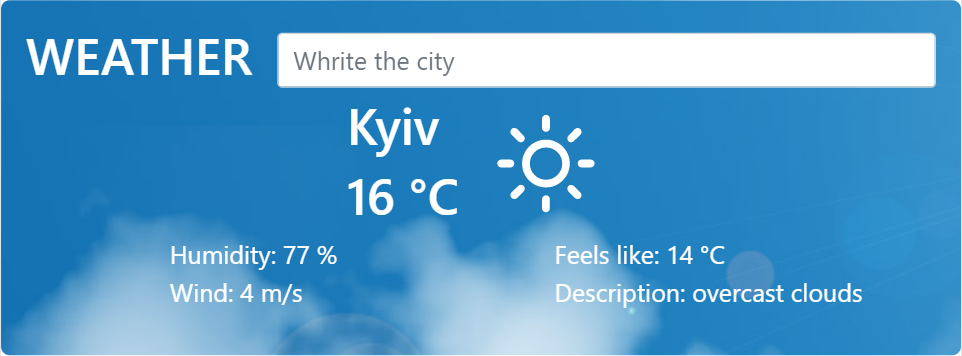 WEATHER
Whrite the city
Kyiv
16 °C
Humidity: 77 %
Feels like: 14 °C
Wind: 4 m/s
Description: overcast clouds